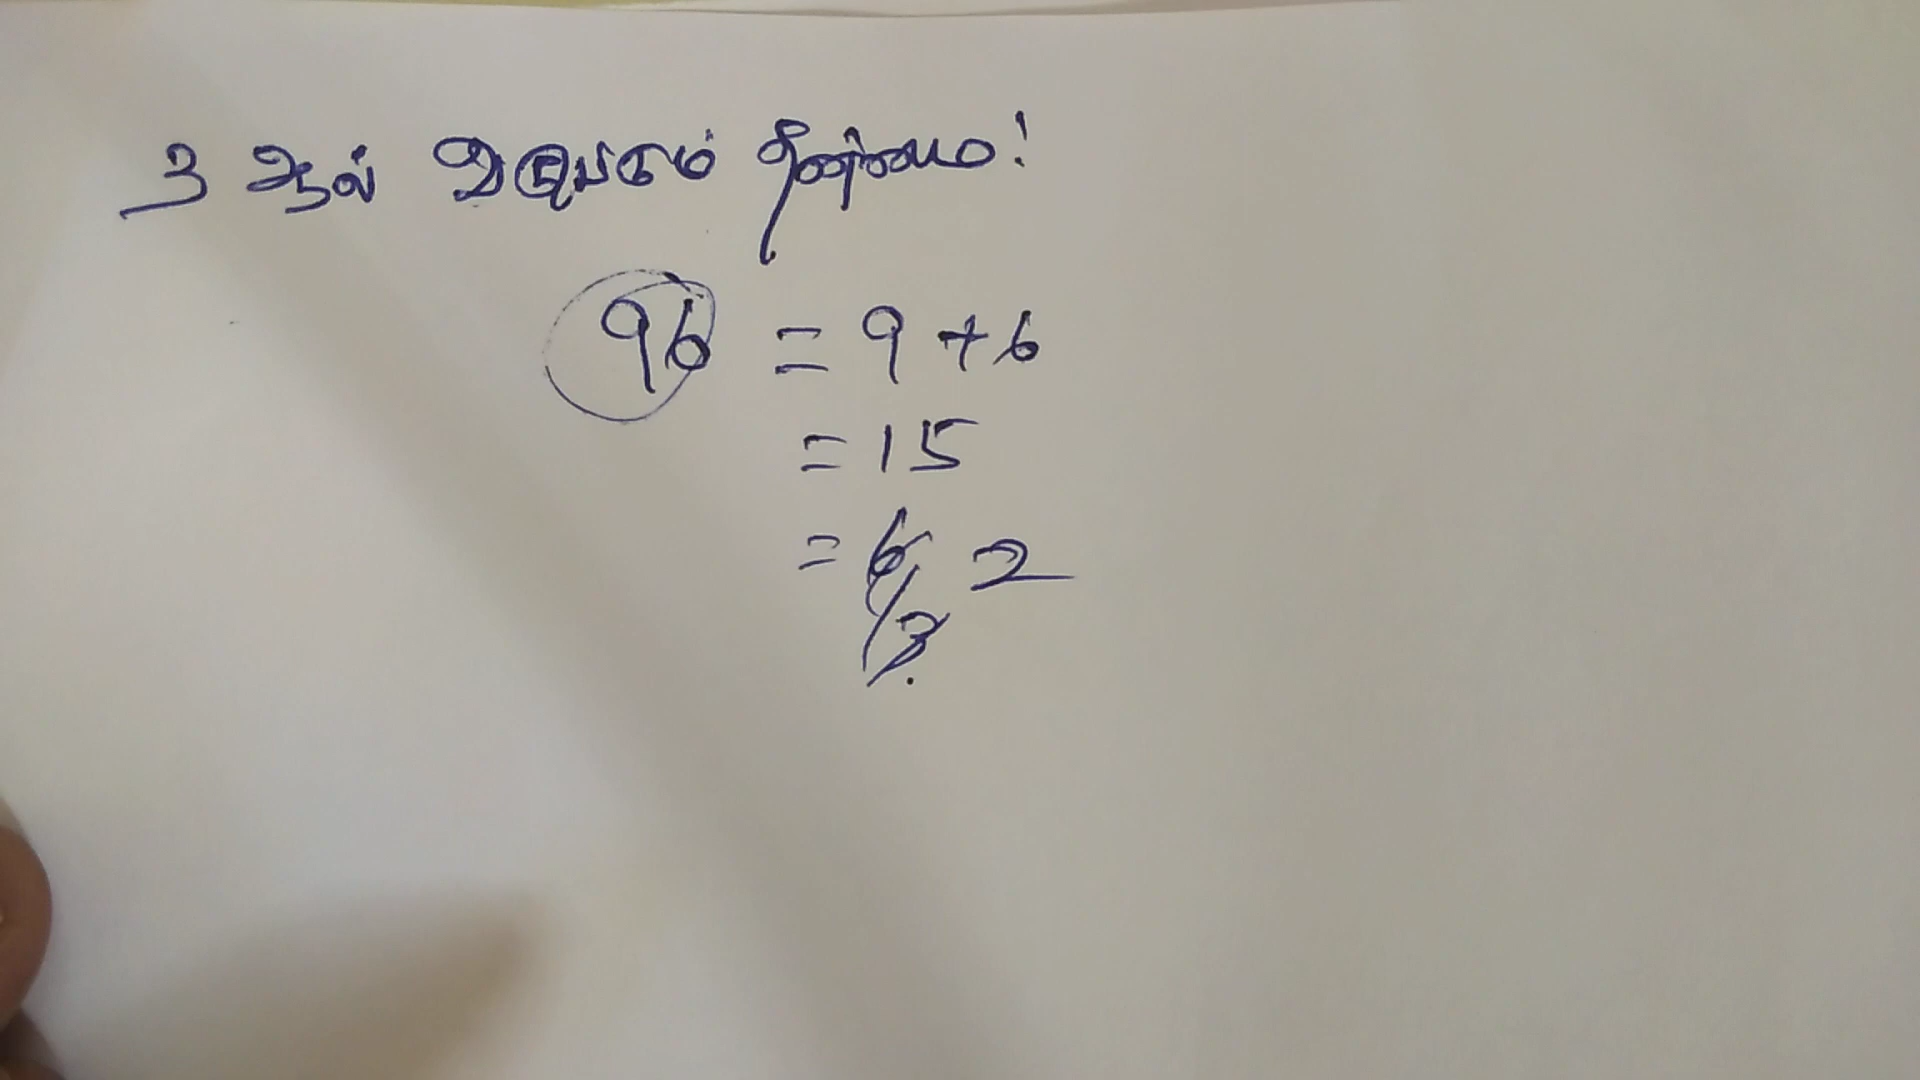 3 ஆல் வகுபடும் தன்மை:
96 = 9 + 6
= 15
= 6/3 2